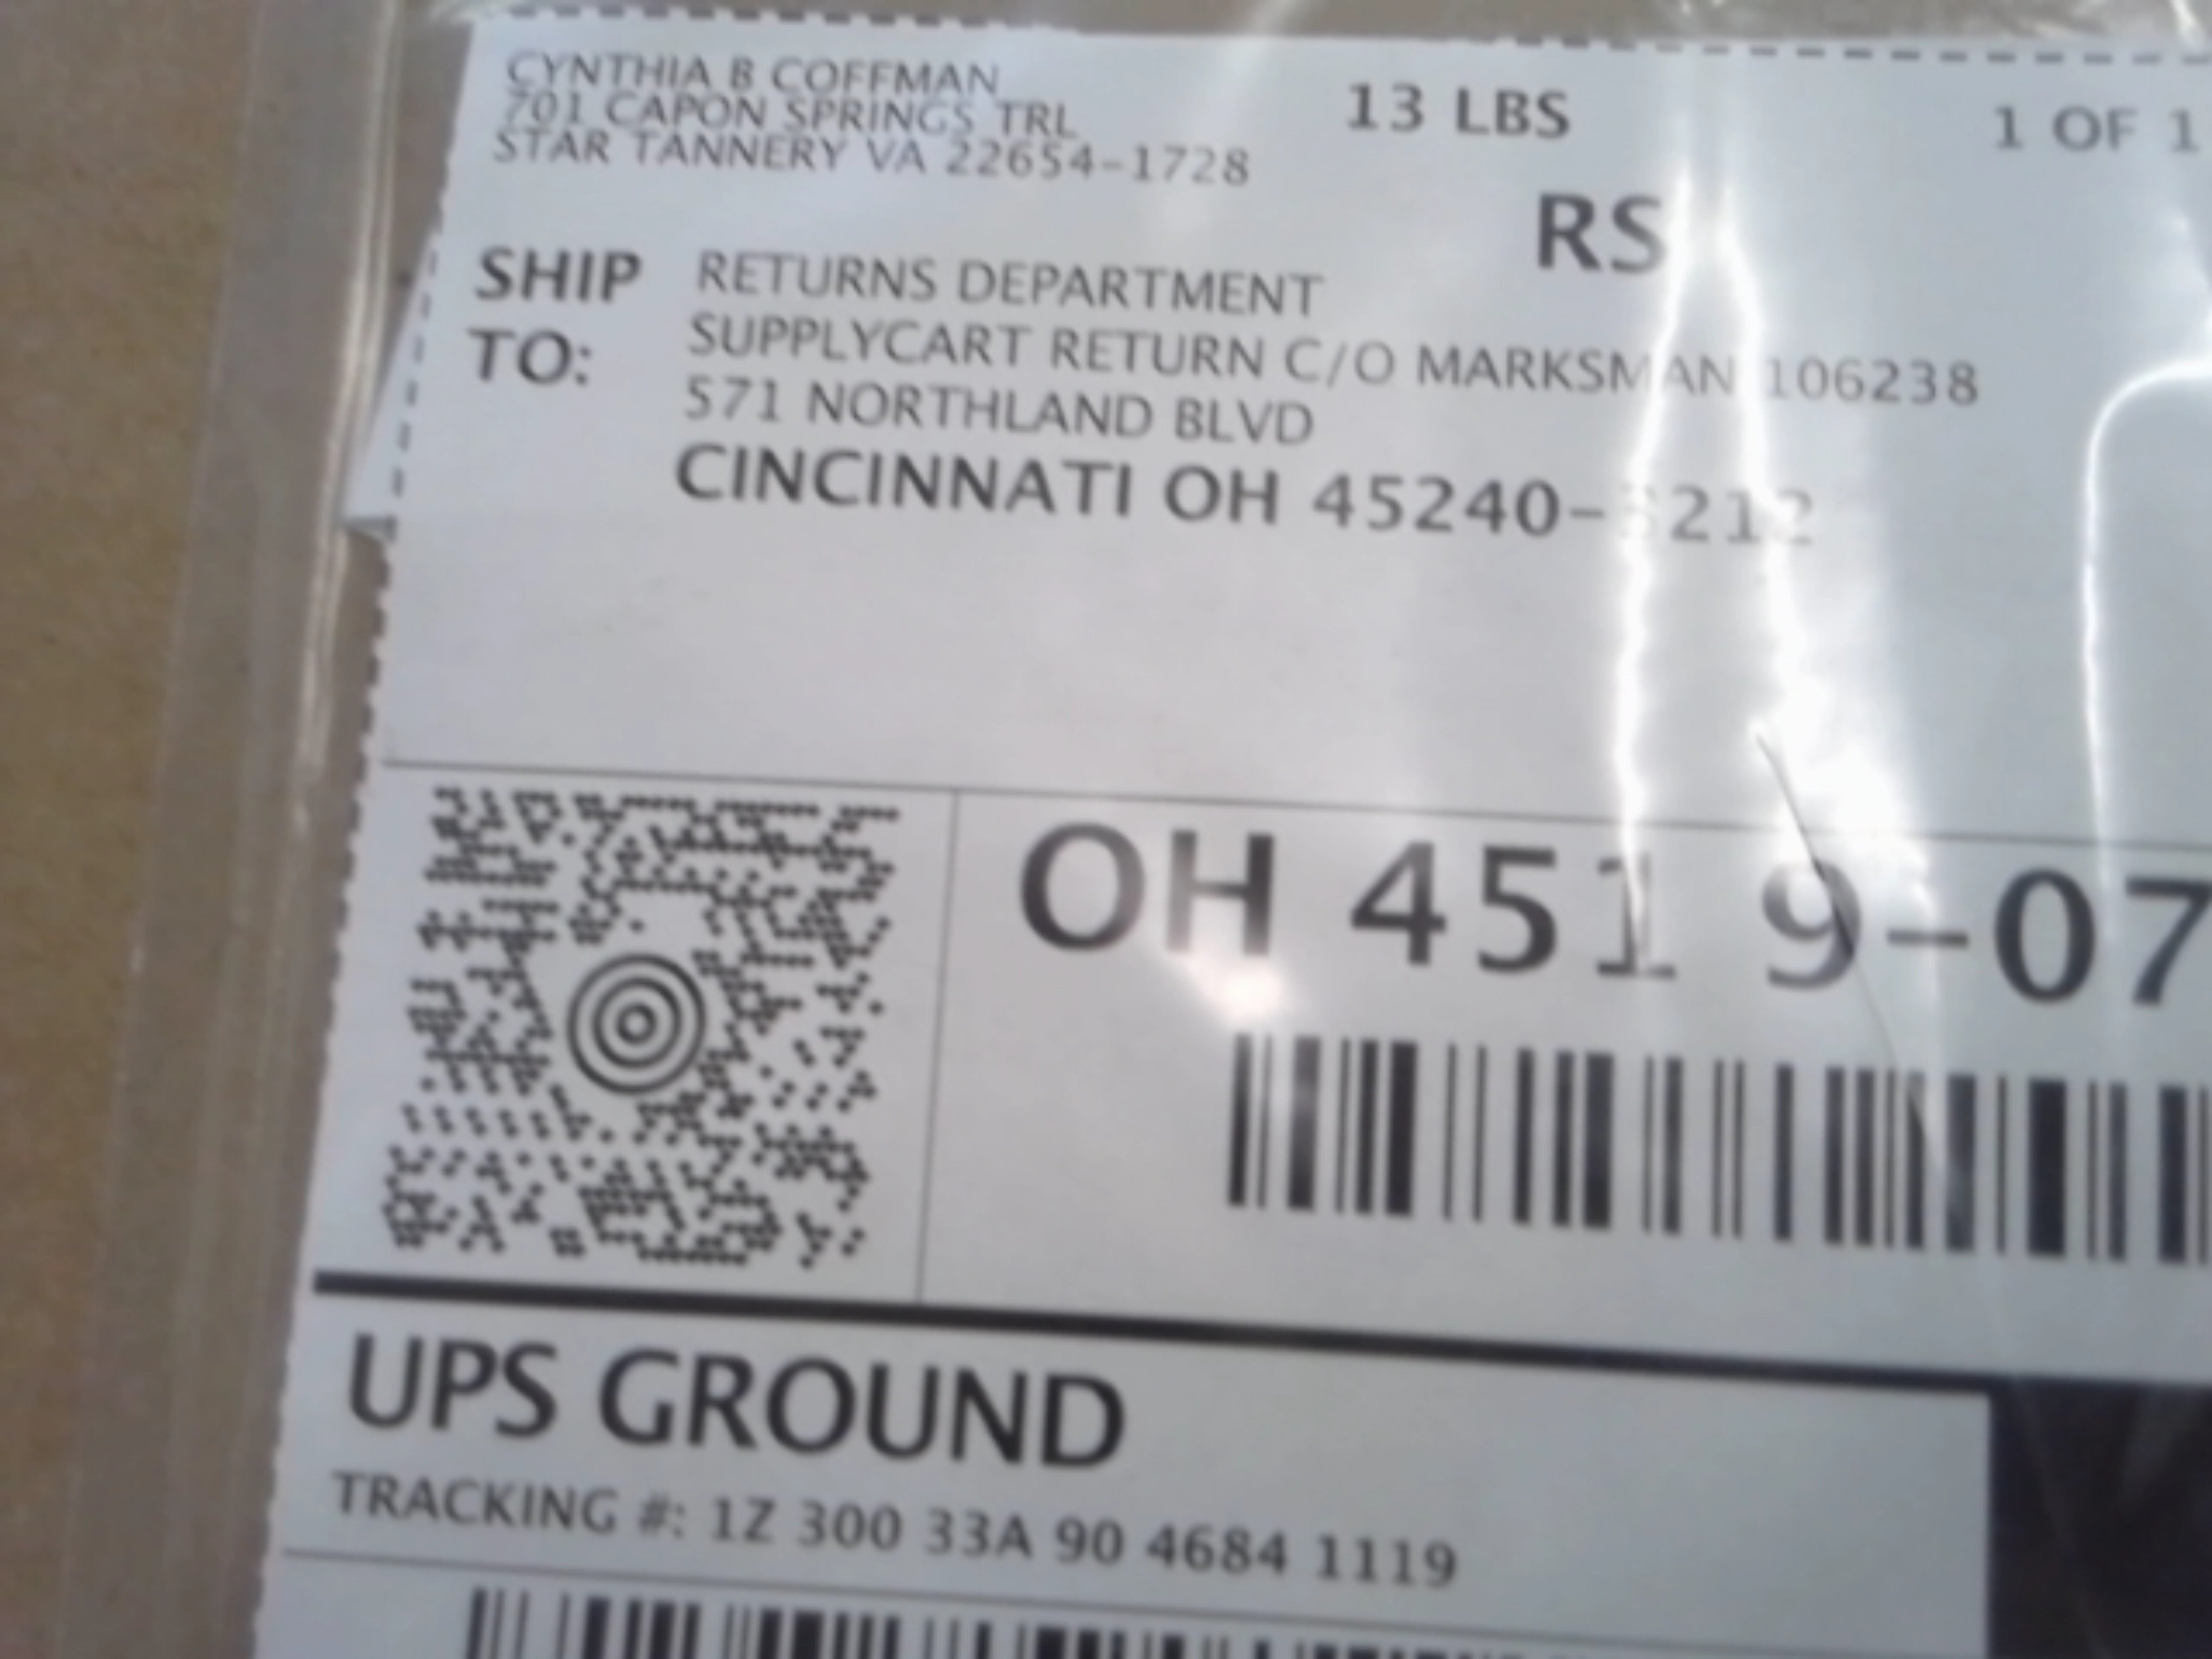 CYNTHIA B COFFMAN
701 CAPON SPRINGS TRL
STAR TANNERY VA 22654-1728
13 LBS
1 OF 1
RS
SHIP TO:
RETURNS DEPARTMENT
SUPPLYCART RETURN C/O MARKSMAN 106238
571 NORTHLAND BLVD
CINCINNATI OH
OH 451 9-07
UPS GROUND
TRACKING #: 1Z 300 33A 90 4684 1119